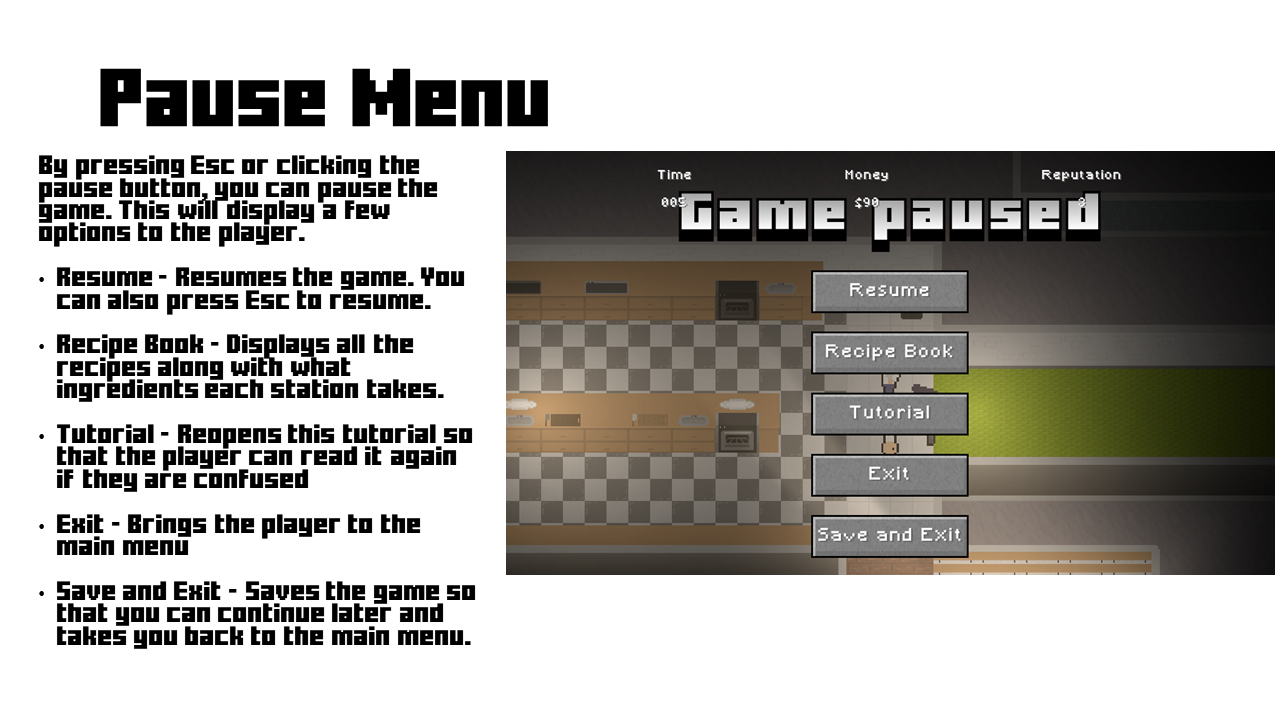 Pause Menu
By pressing Esc or clicking the
pause button, you can pause the
game. This will display a few
options to the player.
• Resume - Resumes the game. You
can also press Esc to resume.
• Recipe Book - Displays all the
recipes along with what
ingredients each station takes.
• Tutorial - Reopens this tutorial so
that the player can read it again
if they are confused
• Exit - Brings the player to the
main menu
• Save and Exit - Saves the game so
that you can continue later and
takes you back to the main menu.
Time Money Reputation
$90
Game paused
Resume
Recipe Book
Tutorial
Exit
Save and Exit